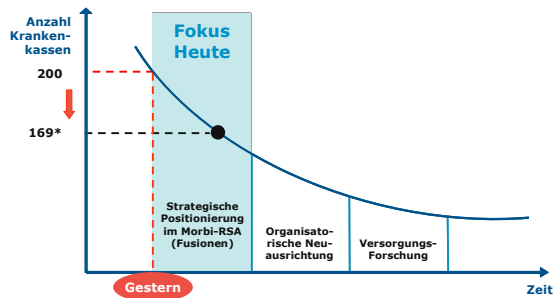 Anzahl
Kranken-
kassen
Fokus
Heute
200
169*
Strategische
Positionierung
im Morbi-RSA
(Fusionen)
Organisato-
rische Neu-
ausrichtung
Versorgungs-
Forschung
Gestern
Zeit